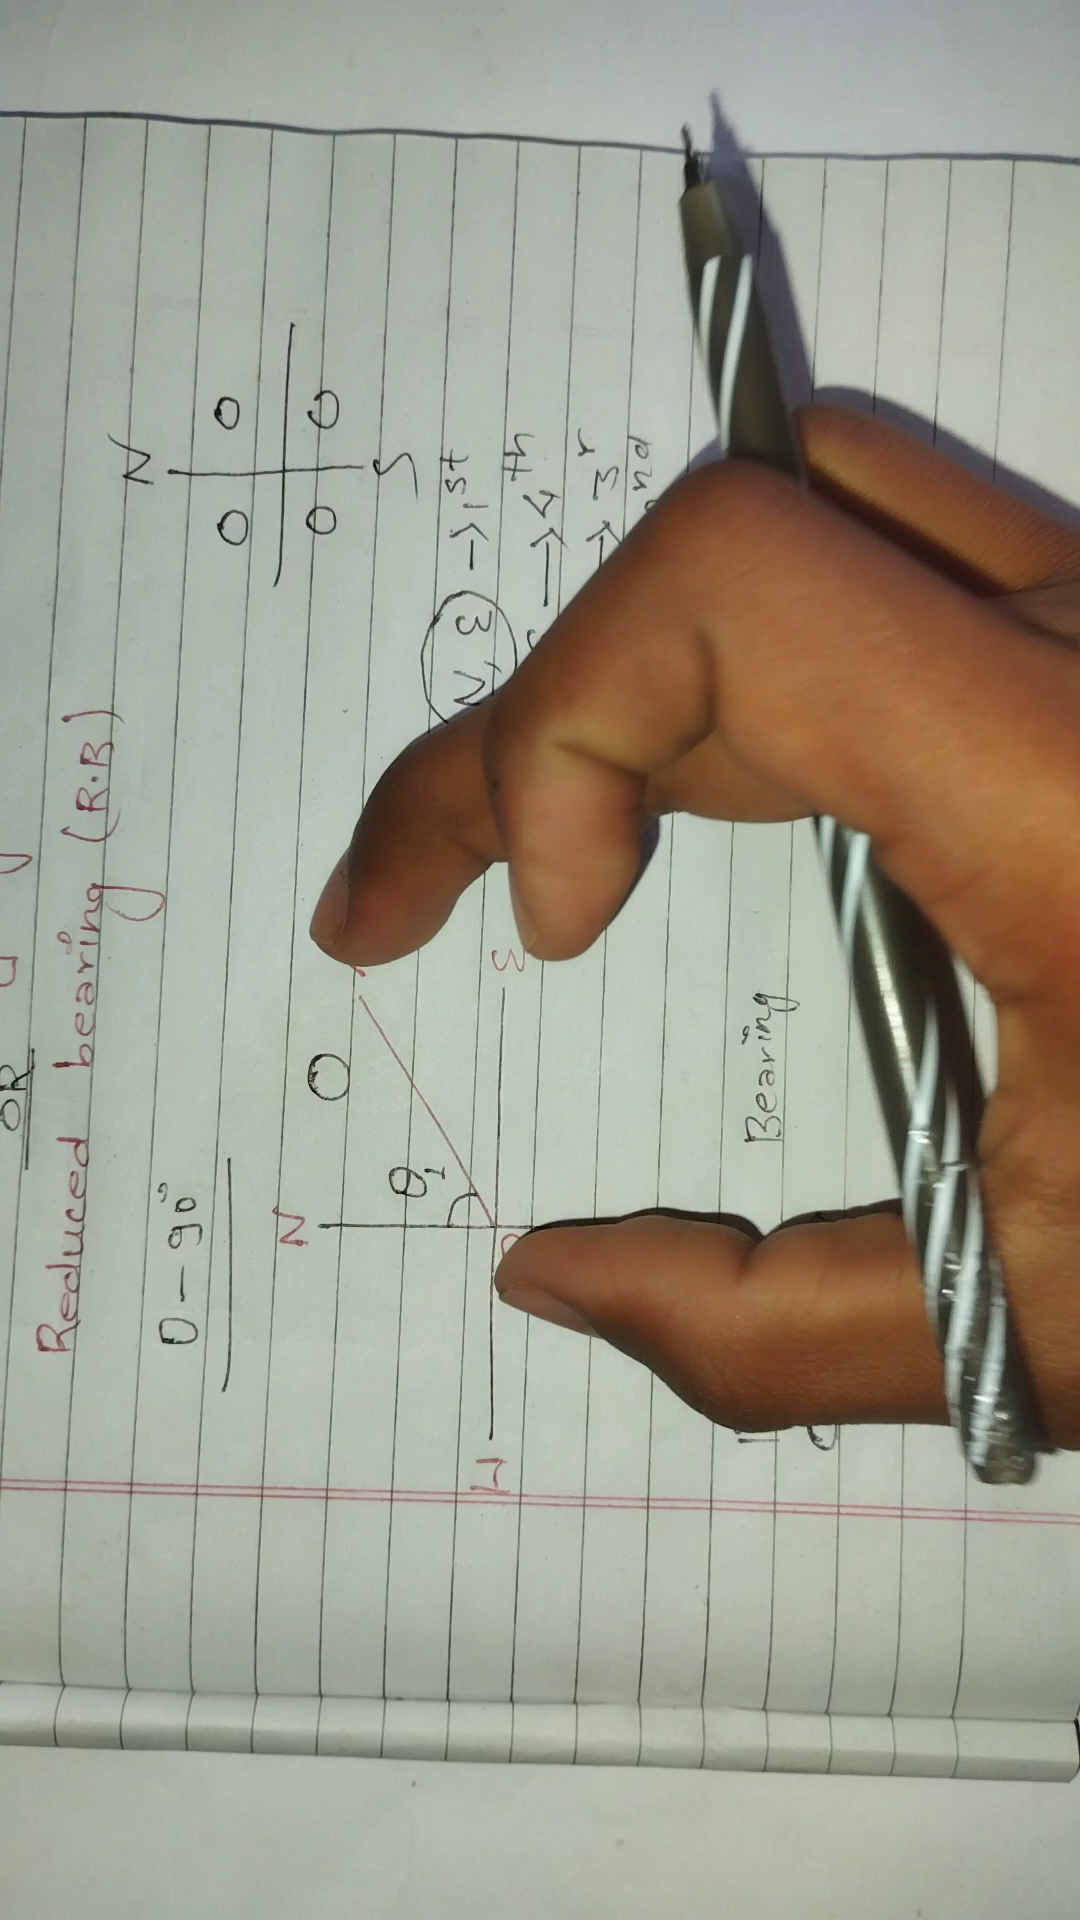 OR
Reduced bearing (R.B)
0 - 90°
N
O O
O O
S
N, E → 1st
→ 4th
→ 3r
nd
N
O
θ1
W E
Bearing